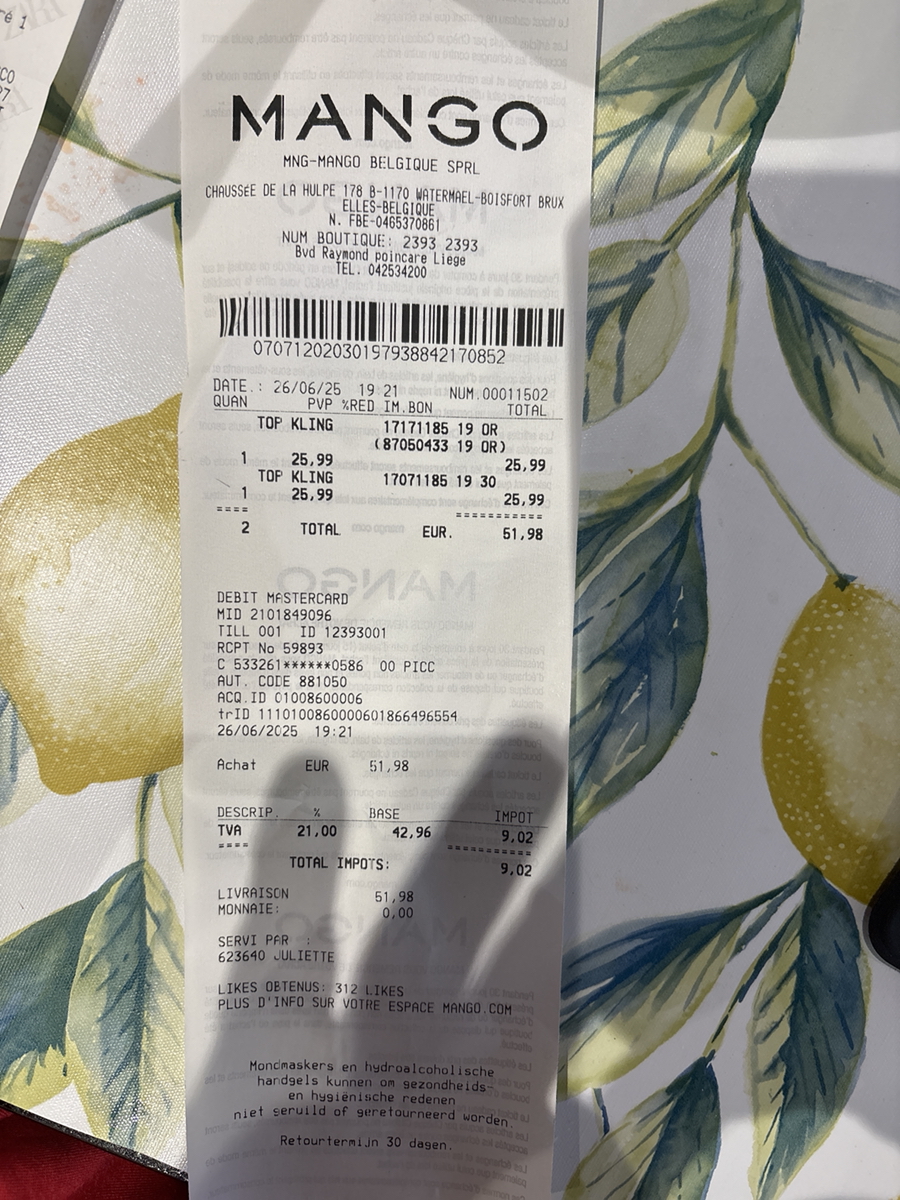 MANGO
MNG-MANGO BELGIQUE SPRL
CHAUSSÉE DE LA HULPE 178 B-1170 WATERMAEL-BOISFORT BRUX
ELLES-BELGIQUE
N. FBE-0465370861
NUM BOUTIQUE: 2393 2393
Bvd Raymond poincare Liege
TEL. 042534200
07071202030197938842170852
DATE.: 26/06/25 19 21 NUM.00011502
QUAN PVP %RED IM.BON TOTAL
TOP KLING 17171185 19 OR
(87050433 19 OR)
1 25,99 25,99
TOP KLING 17071185 19 30
1 25,99 25,99
==== ===========
2 TOTAL EUR. 51,98
DEBIT MASTERCARD
MID 2101849096
TILL 001 ID 12393001
RCPT No 59893
C 533261******0586 00 PICC
AUT. CODE 881050
ACQ.ID 01008600006
trID 1110100860000601866496554
26/06/2025 19:21
Achat EUR 51,98
DESCRIP. % BASE IMPOT
TVA 21,00 42,96 9,02
==== ===========
TOTAL IMPOTS: 9,02
LIVRAISON 51,98
MONNAIE: 0,00
SERVI PAR :
623640 JULIETTE
LIKES OBTENUS: 312 LIKES
PLUS D'INFO SUR VOTRE ESPACE MANGO.COM
Mondmaskers en hydroalcoholische
handgels kunnen om gezondheids-
en hygiënische redenen
niet geruild of geretourneerd worden.
Retourtermijn 30 dagen.